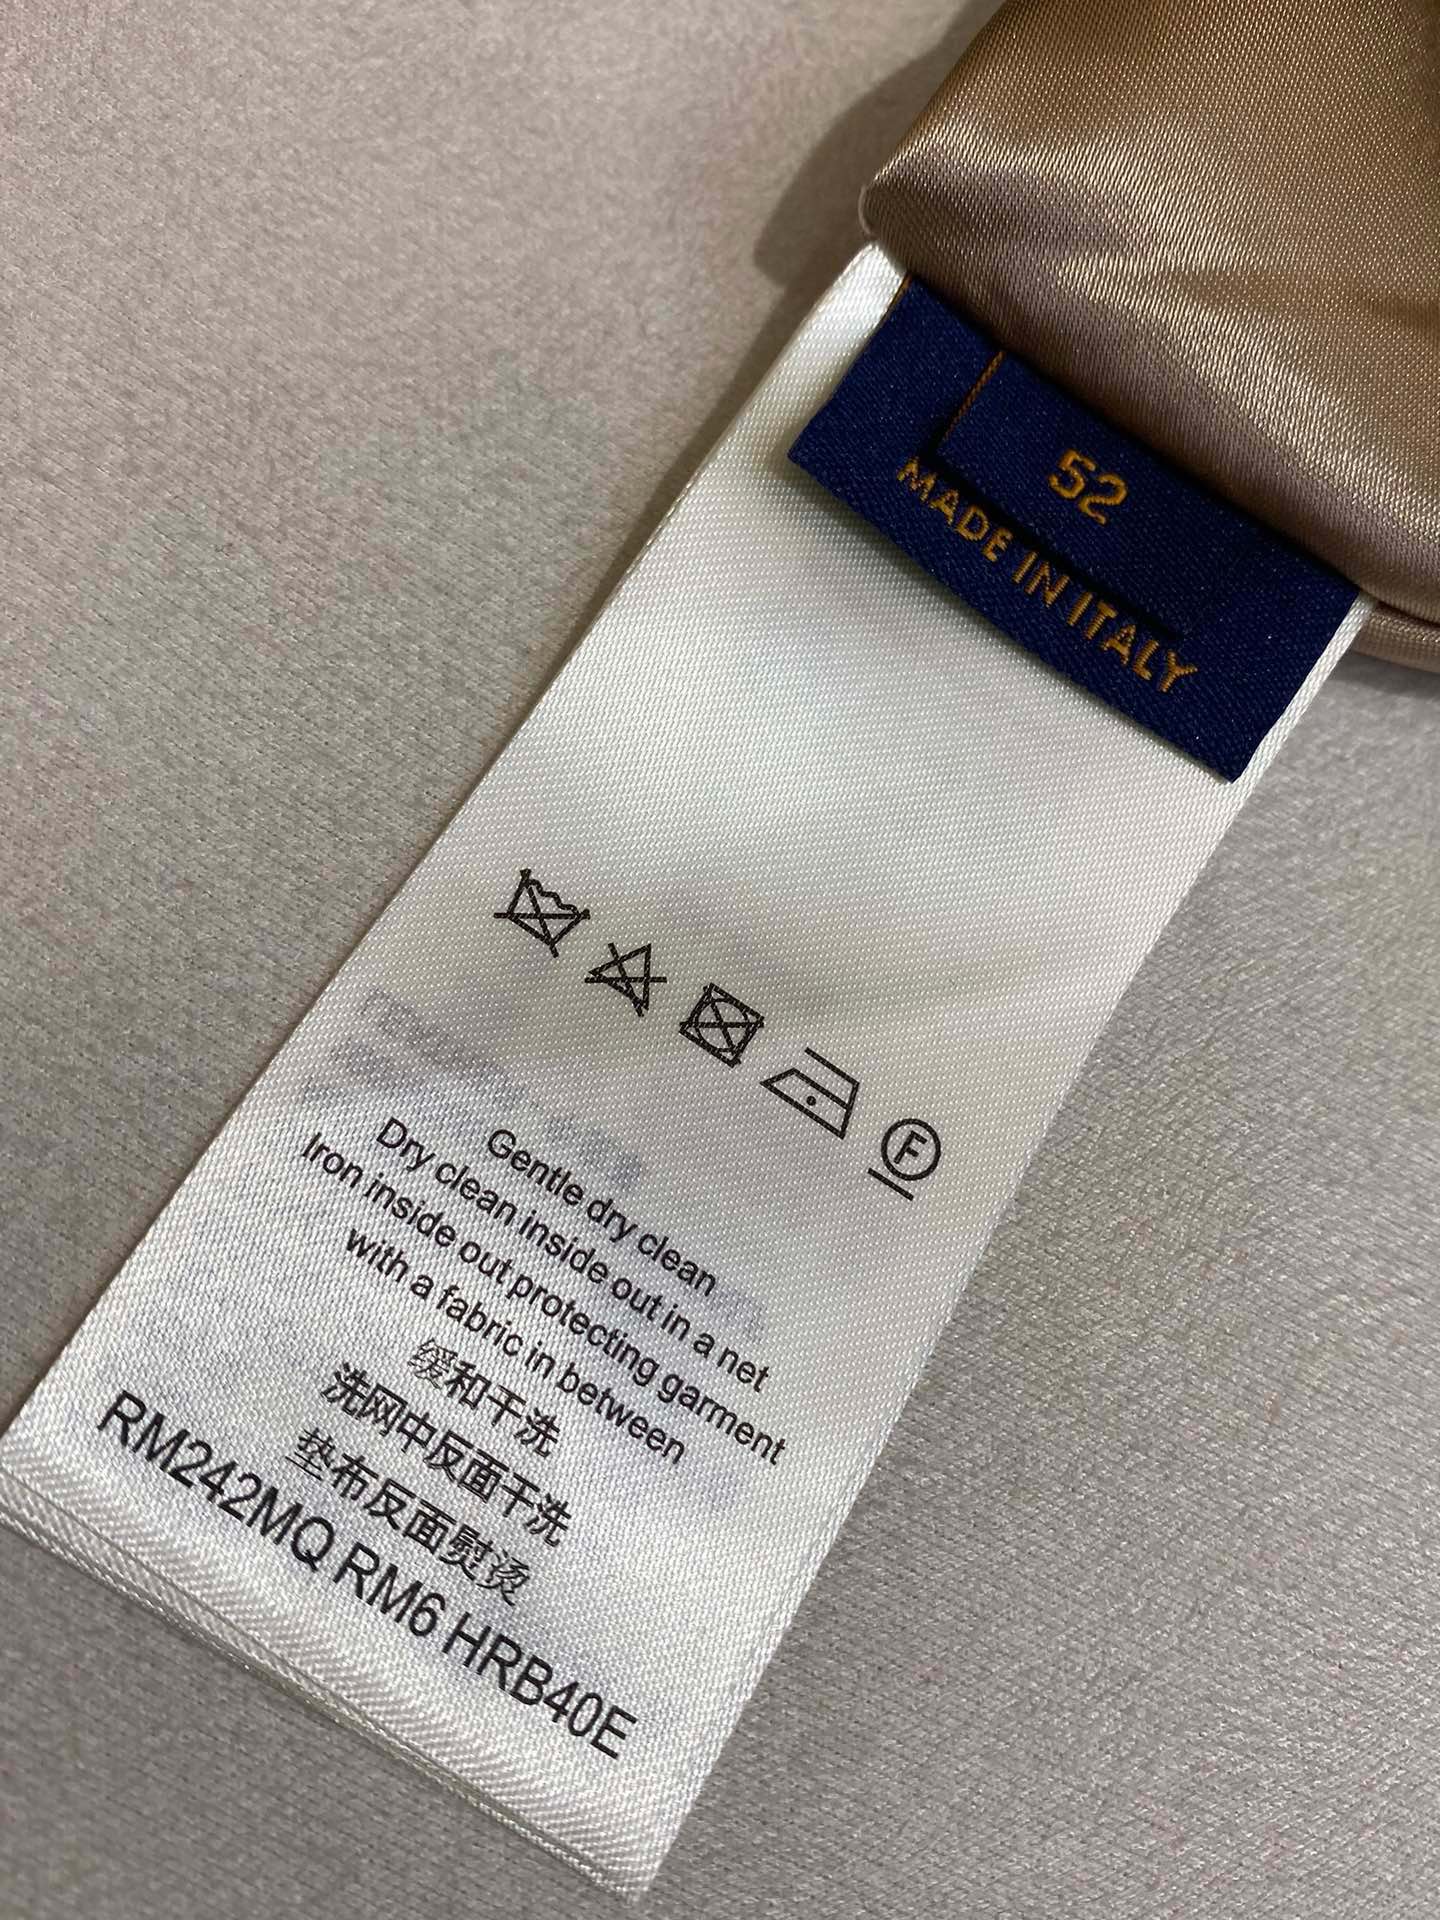 52
MADE IN ITALY
F
Gentle dry clean
Dry clean inside out in a net
Iron inside out protecting garment
with a fabric in between
缓和干洗
洗网中反面干洗
垫布反面熨烫
RM242MQ RM6 HRB40E